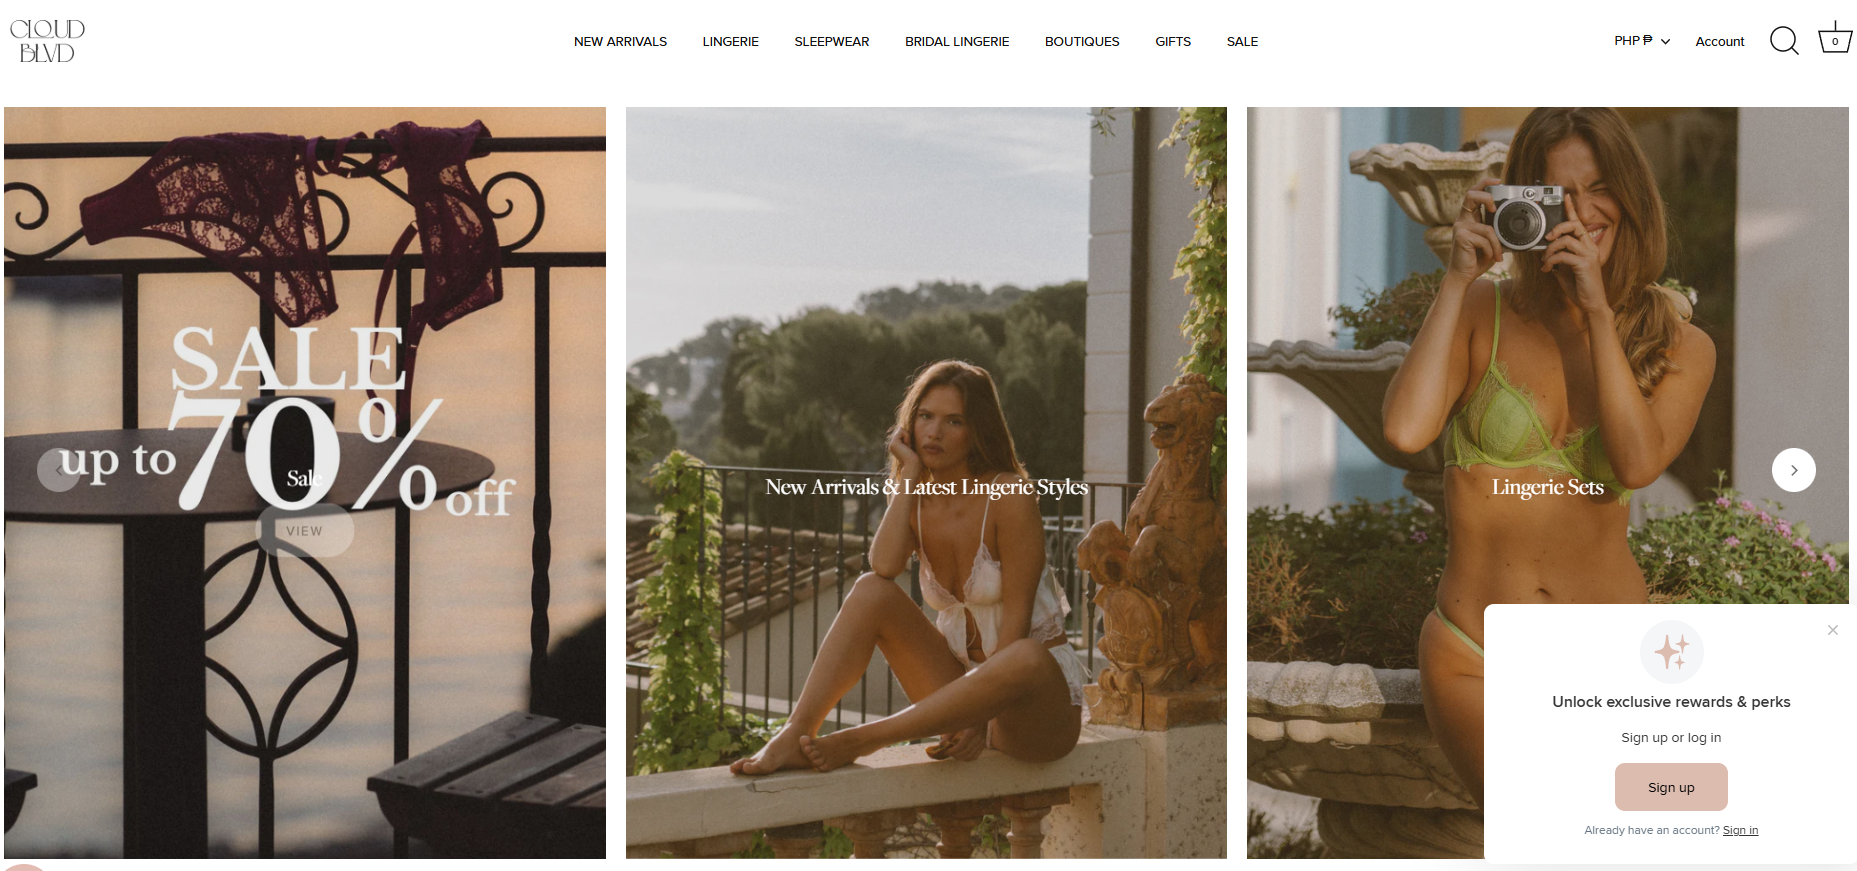 CLOUD
BLVD
NEW ARRIVALS
LINGERIE
SLEEPWEAR
BRIDAL LINGERIE
BOUTIQUES
GIFTS
SALE
PHP ₱
Account
0
SALE
up to 70% off
Sale
VIEW
New Arrivals & Latest Lingerie Styles
Lingerie Sets
Unlock exclusive rewards & perks
Sign up or log in
Sign up
Already have an account? Sign in